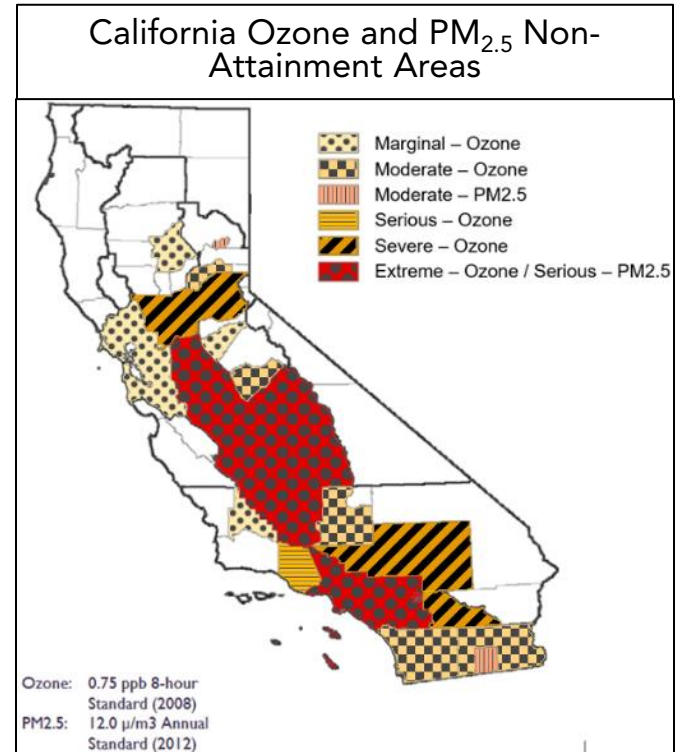 California Ozone and PM2.5 Non-
Attainment Areas
Marginal – Ozone
Moderate – Ozone
Moderate – PM2.5
Serious – Ozone
Severe – Ozone
Extreme – Ozone / Serious – PM2.5
Ozone: 0.75 ppb 8-hour
Standard (2008)
PM2.5: 12.0 µ/m3 Annual
Standard (2012)